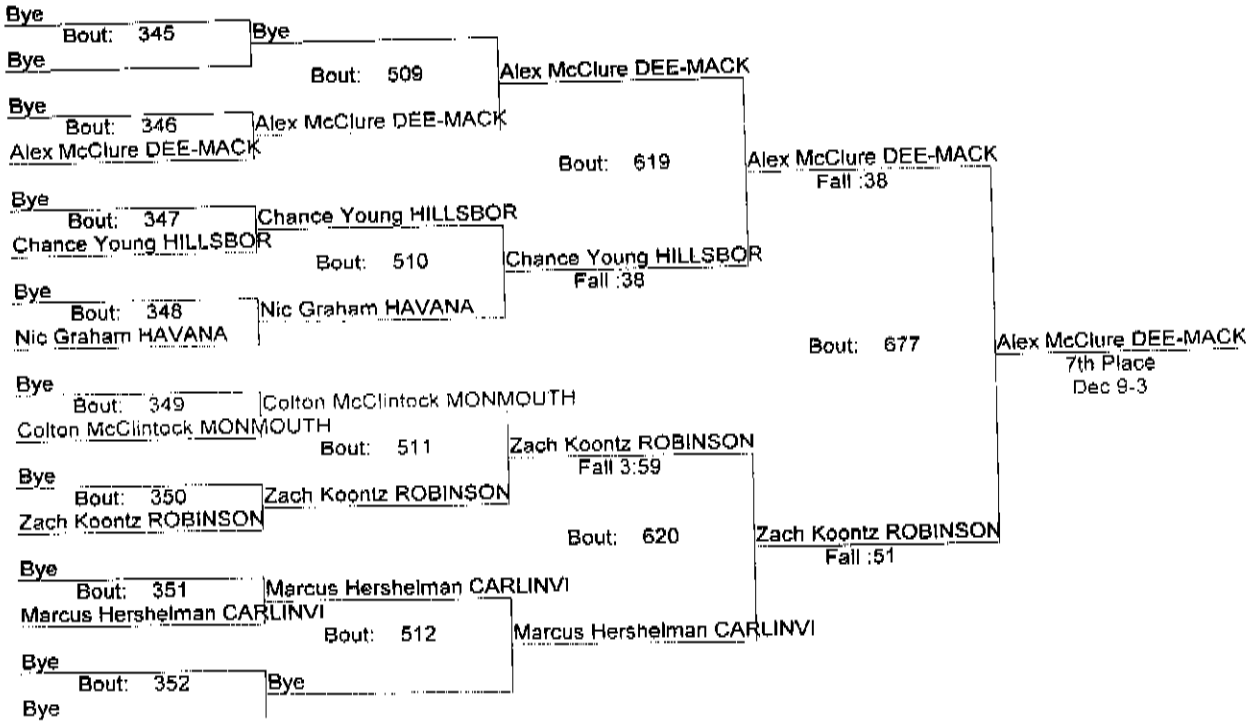 Bye
Bout: 345
Bye
Bye
Bout: 509
Alex McClure DEE-MACK
Bye
Bout: 346
Alex McClure DEE-MACK
Alex McClure DEE-MACK
Bout: 619
Alex McClure DEE-MACK
Fall :38
Bye
Bout: 347
Chance Young HILLSBOR
Chance Young HILLSBOR
Bout: 510
Chance Young HILLSBOR
Fall :38
Bye
Bout: 348
Nic Graham HAVANA
Nic Graham HAVANA
Bout: 677
Alex McClure DEE-MACK
7th Place
Dec 9-3
Bye
Bout: 349
Colton McClintock MONMOUTH
Colton McClintock MONMOUTH
Bout: 511
Zach Koontz ROBINSON
Fall 3:59
Bye
Bout: 350
Zach Koontz ROBINSON
Zach Koontz ROBINSON
Bout: 620
Zach Koontz ROBINSON
Fall :51
Bye
Bout: 351
Marcus Hershelman CARLINVI
Marcus Hershelman CARLINVI
Bout: 512
Marcus Hershelman CARLINVI
Bye
Bout: 352
Bye
Bye